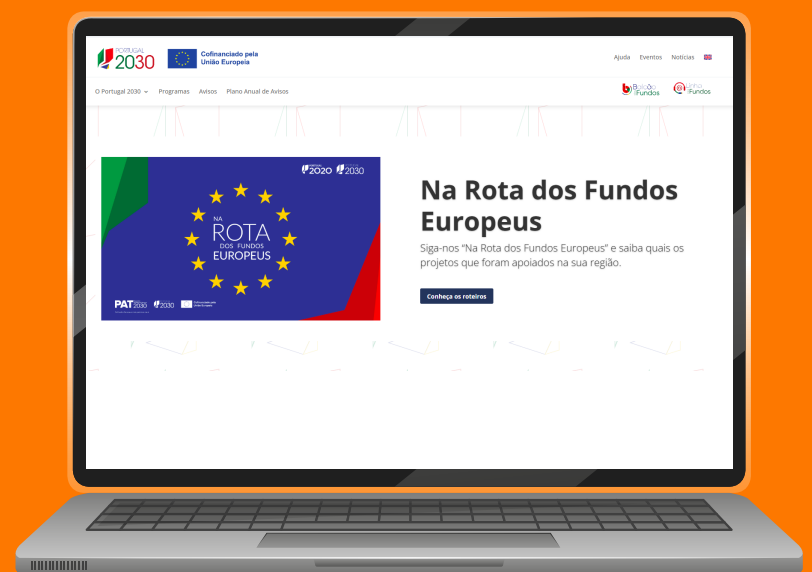 PORTUGAL
2030
Cofinanciado pela
União Europeia
Ajuda Eventos Notícias
O Portugal 2030 Programas Avisos Plano Anual de Avisos
Balcão
Fundos
Linha
Fundos
2020 2030
NA
ROTA
DOS FUNDOS
EUROPEUS
PAT 2030 2030
Na Rota dos Fundos
Europeus
Siga-nos “Na Rota dos Fundos Europeus” e saiba quais os
projetos que foram apoiados na sua região.
Conheça os roteiros